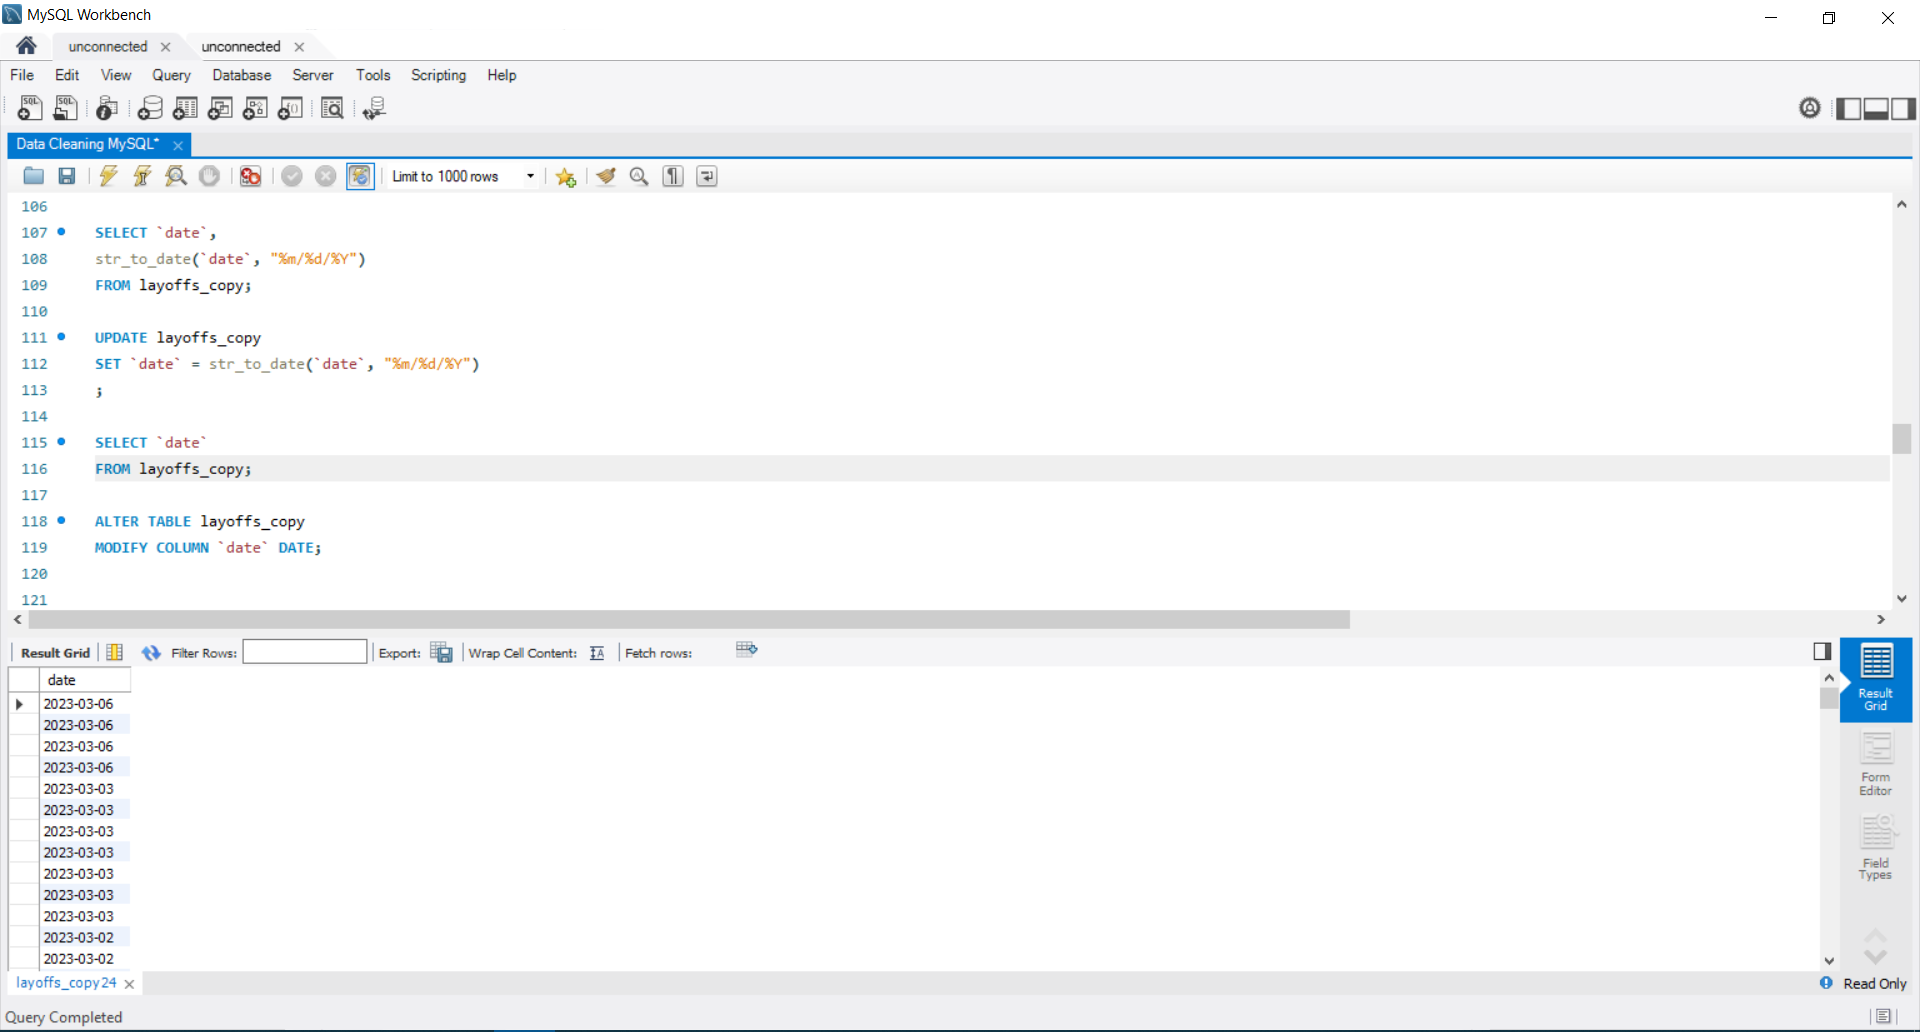 MySQL Workbench
unconnected
unconnected
File Edit View Query Database Server Tools Scripting Help
Data Cleaning MySQL*
Limit to 1000 rows
106
107 SELECT `date`,
108 str_to_date(`date`, "%m/%d/%Y")
109 FROM layoffs_copy;
110
111 UPDATE layoffs_copy
112 SET `date` = str_to_date(`date`, "%m/%d/%Y")
113 ;
114
115 SELECT `date`
116 FROM layoffs_copy;
117
118 ALTER TABLE layoffs_copy
119 MODIFY COLUMN `date` DATE;
120
121
Result Grid Filter Rows: Export: Wrap Cell Content: Fetch rows:
date
2023-03-06
2023-03-06
2023-03-06
2023-03-06
2023-03-03
2023-03-03
2023-03-03
2023-03-03
2023-03-03
2023-03-03
2023-03-03
2023-03-02
2023-03-02
Result
Grid
Form
Editor
Field
Types
layoffs_copy24
Read Only
Query Completed